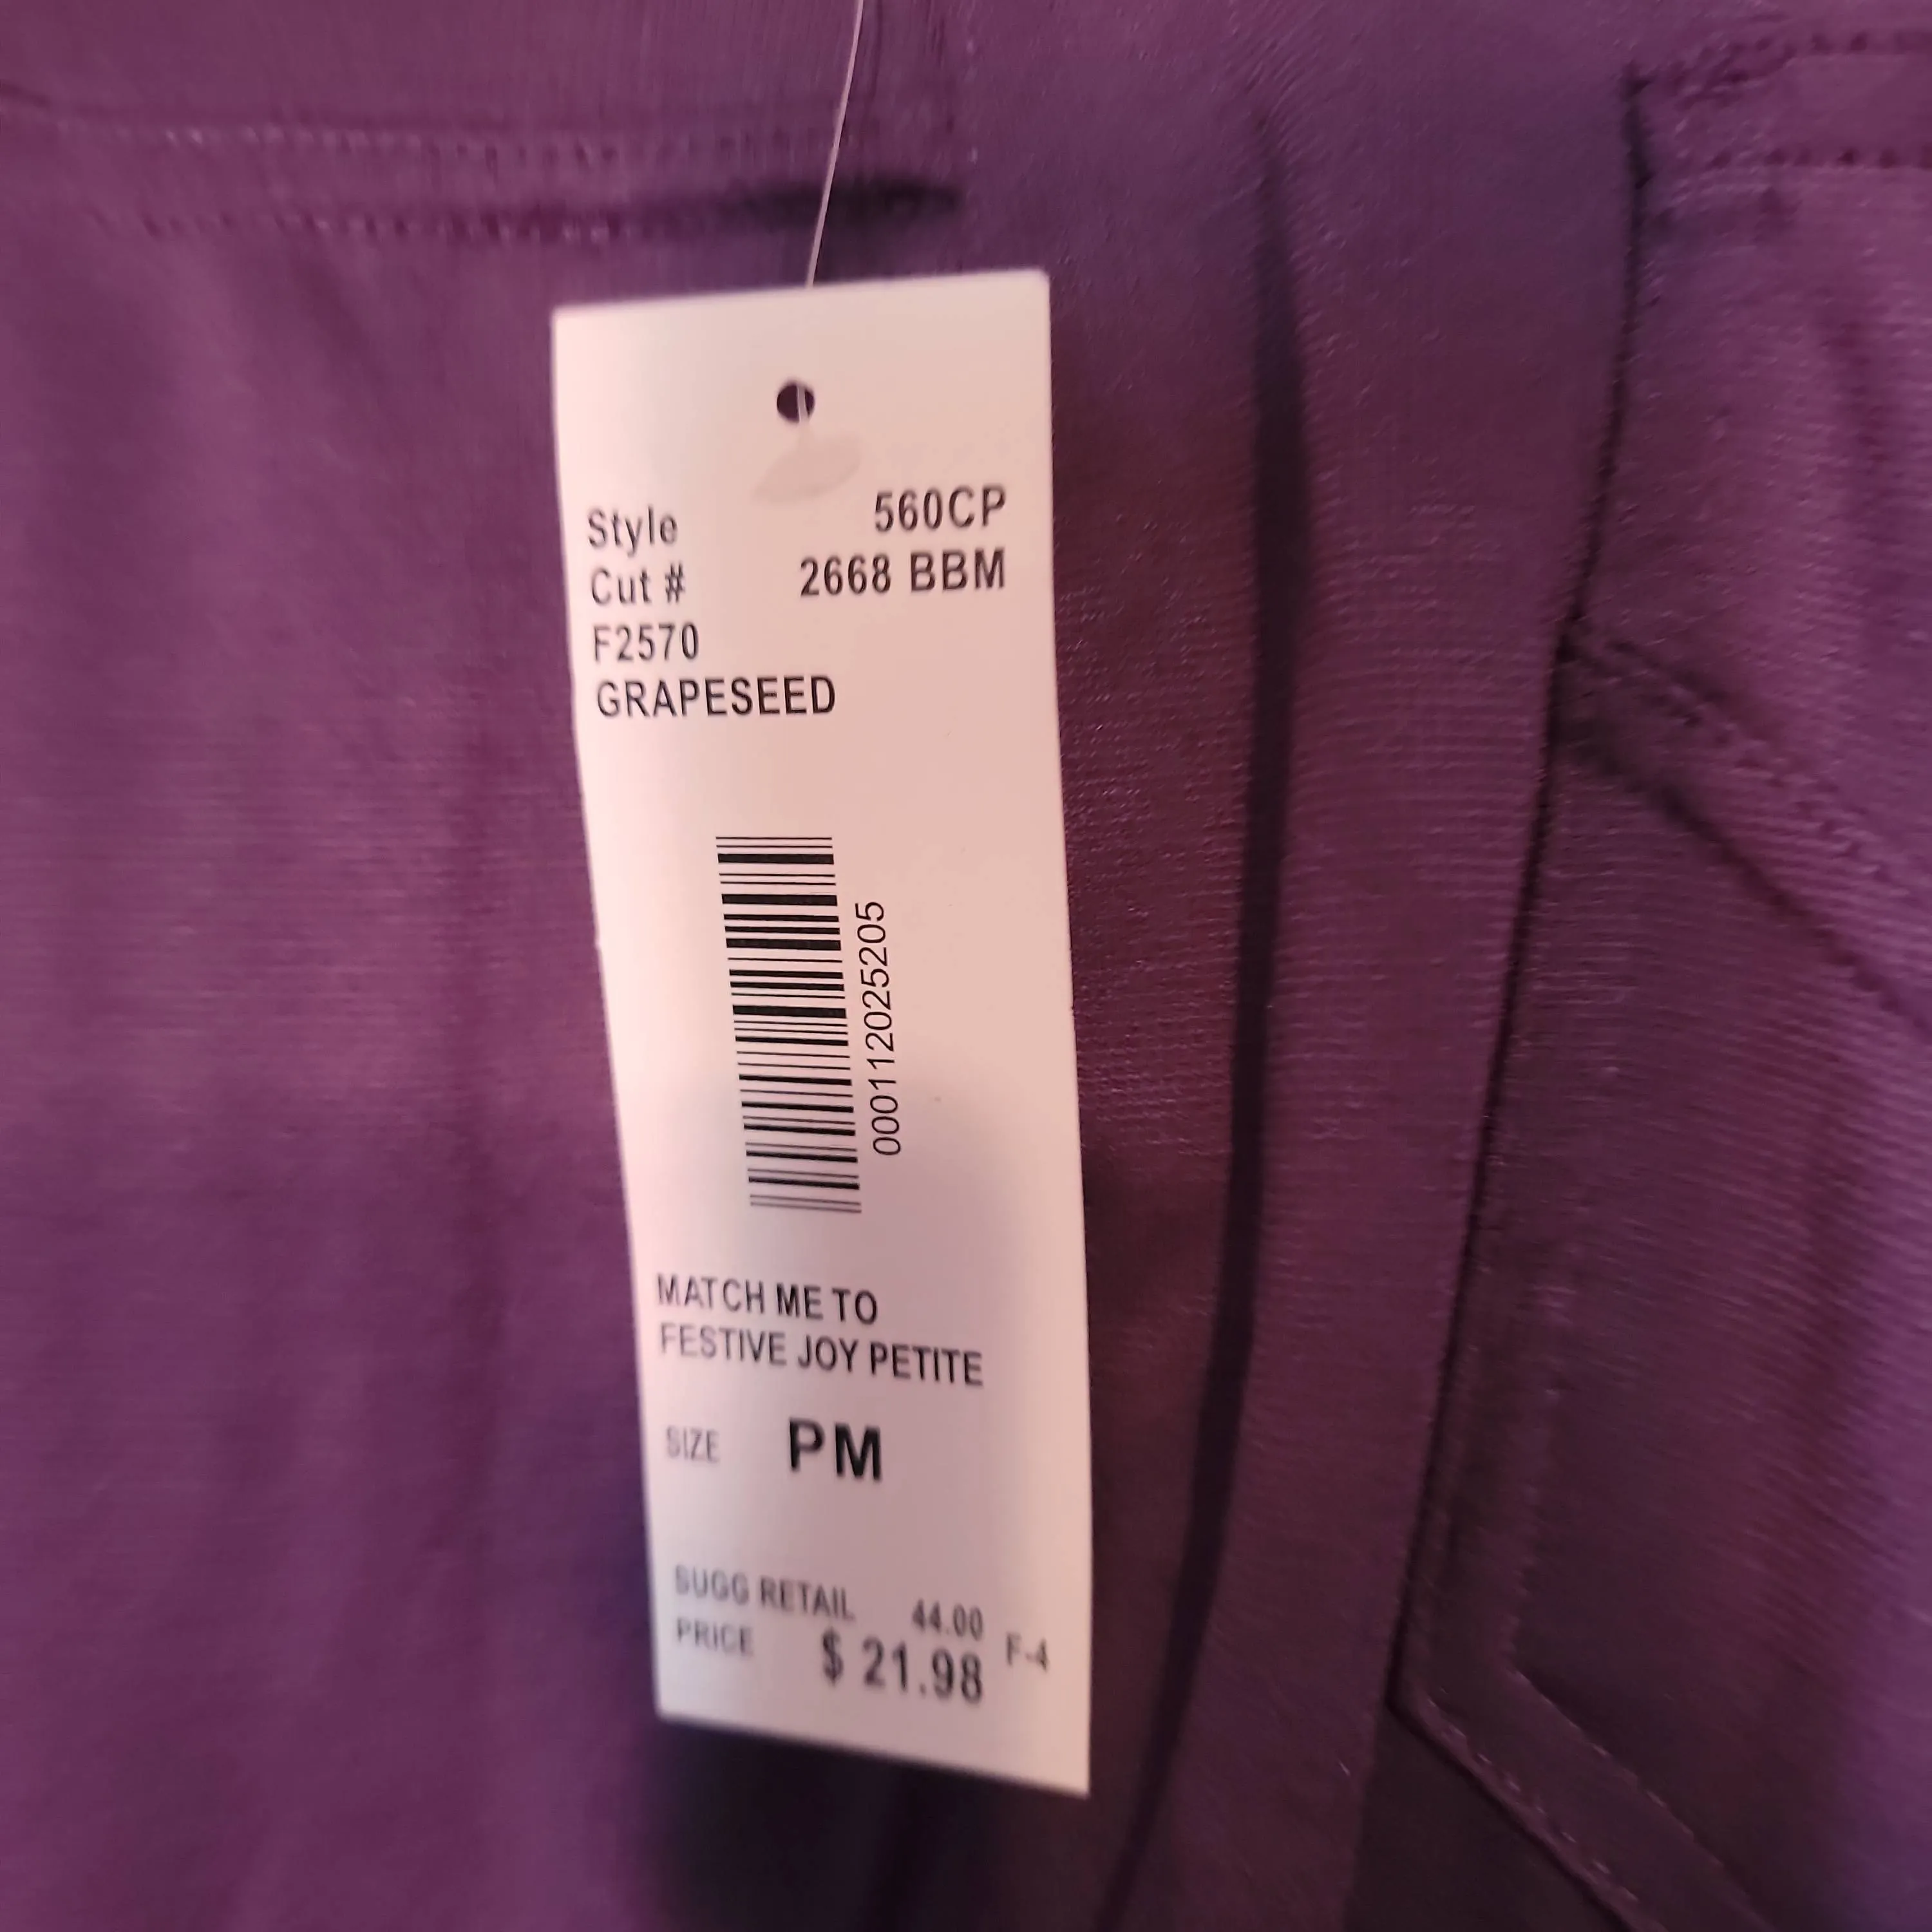 Style 560CP
Cut # 2668 BBM
F2570
GRAPESEED
000112025205
MATCH ME TO
FESTIVE JOY PETITE
SIZE PM
SUGG RETAIL 44.00
PRICE $ 21.98 F-4